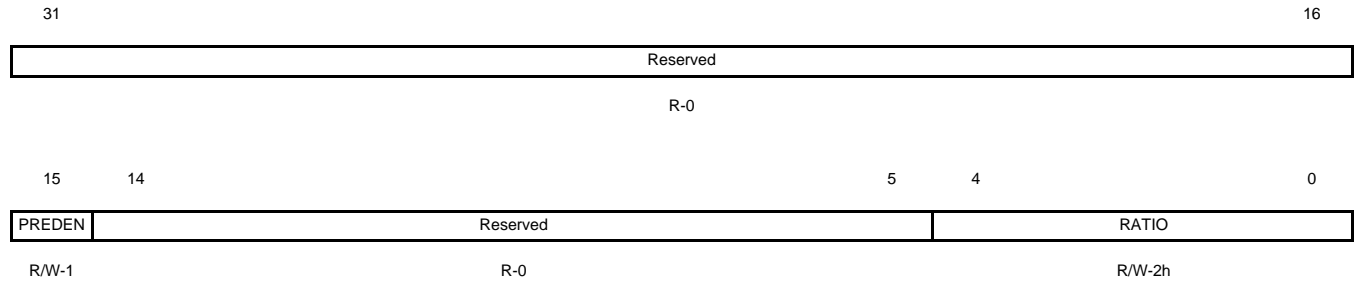 31 16
Reserved
R-0
15 14 5 4 0
PREDEN Reserved RATIO
R/W-1 R-0 R/W-2h